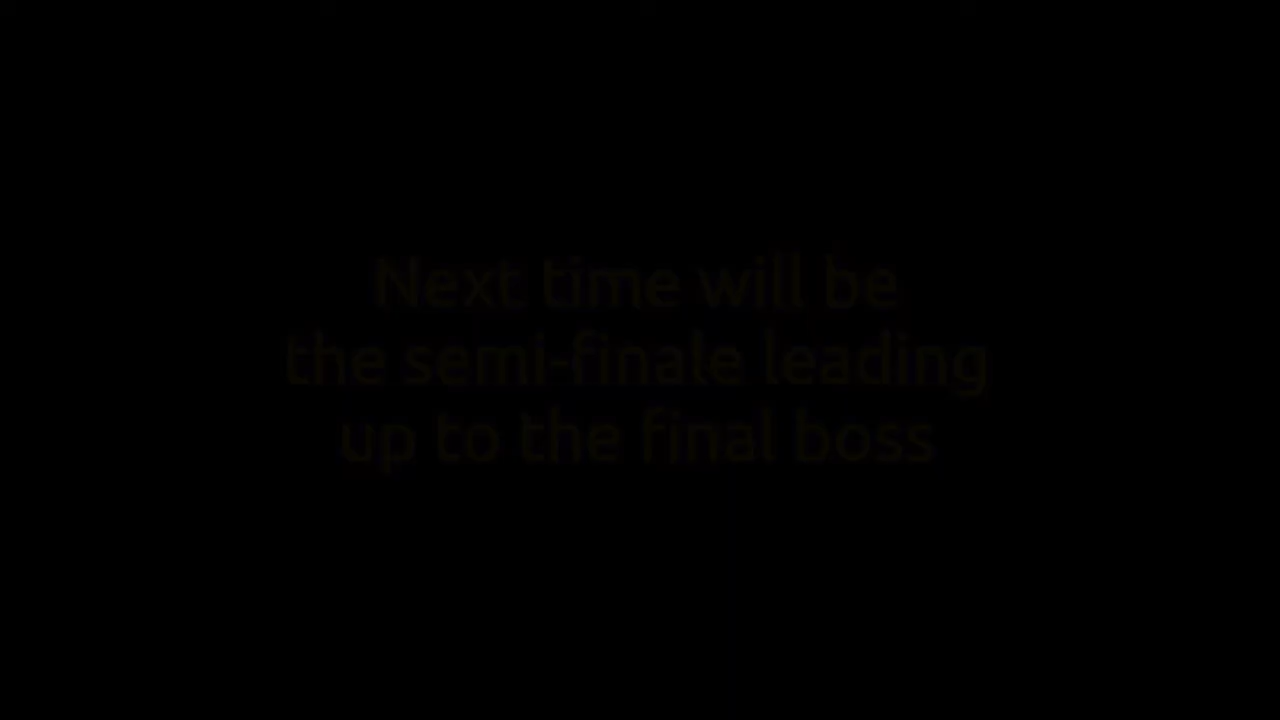 Next time will be
the semi-finale leading
up to the final boss